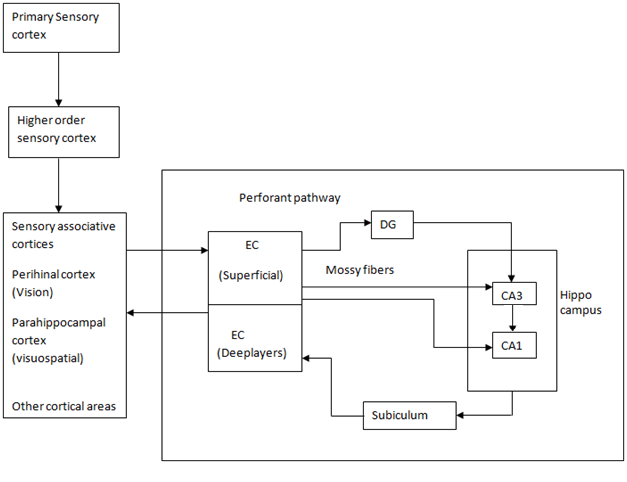 Primary Sensory
cortex
Higher order
sensory cortex
Sensory associative
cortices
Perihinal cortex
(Vision)
Parahippocampal
cortex
(visuospatial)
Other cortical areas
Perforant pathway
DG
EC
(Superficial)
Mossy fibers
EC
(Deeplayers)
CA3
CA1
Hippo
campus
Subiculum